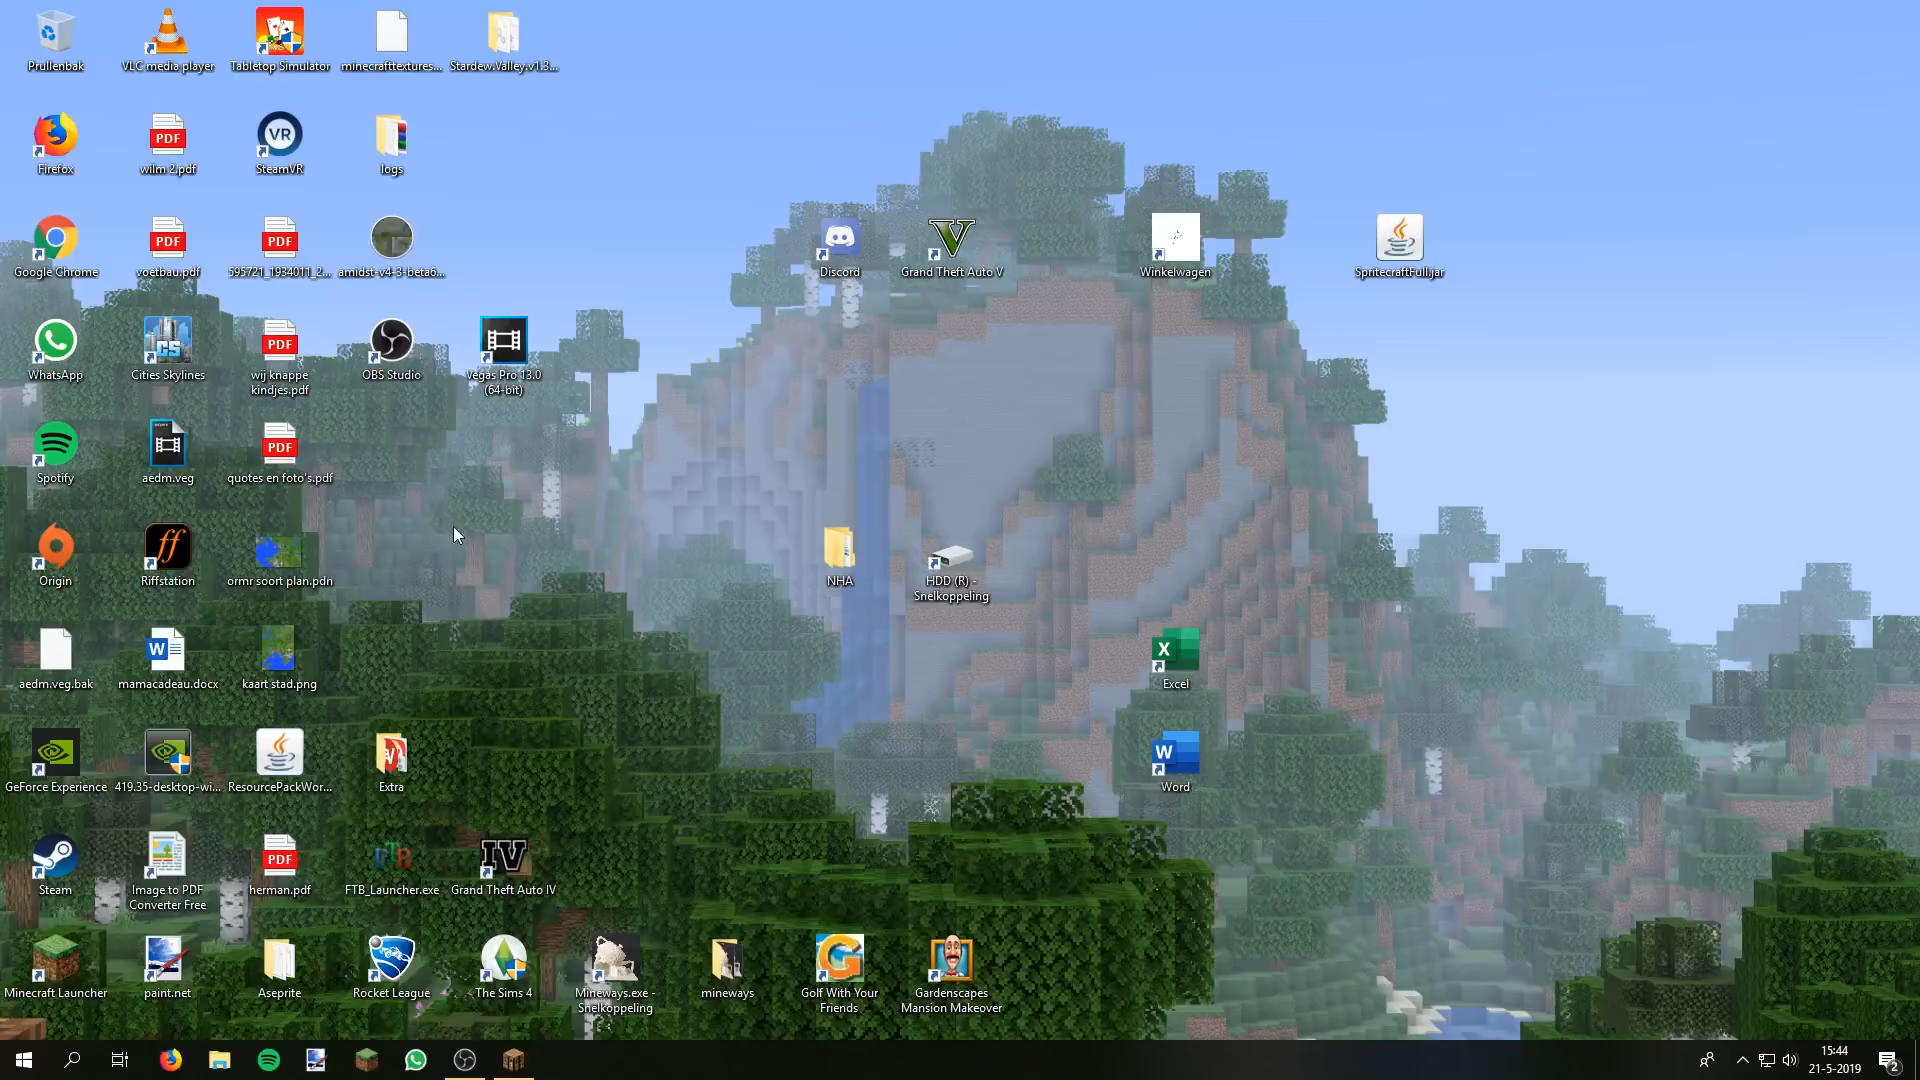 Prullenbak
VLC media player
Tabletop Simulator
minecrafttextures...
Stardew.Valley.v1.3...
Firefox
PDF
wilm 2.pdf
VR
SteamVR
logs
Google Chrome
PDF
voetbau.pdf
PDF
595721_1934011_2...
amidst-v4-3-beta6...
Discord
V
Grand Theft Auto V
Winkelwagen
SpritecraftFull.jar
WhatsApp
CS
Cities Skylines
PDF
wij knappe
kindjes.pdf
OBS Studio
Vegas Pro 13.0
(64-bit)
Spotify
aedm.veg
PDF
quotes en foto's.pdf
Origin
ff
Riffstation
ormr soort plan.pdn
NHA
HDD (R) -
Snelkoppeling
aedm.veg.bak
W
mamacadeau.docx
kaart stad.png
X
Excel
GeForce Experience
419.35-desktop-wi...
ResourcePackWor...
Extra
W
Word
Steam
Image to PDF
Converter Free
PDF
herman.pdf
FTB
FTB_Launcher.exe
IV
Grand Theft Auto IV
Minecraft Launcher
paint.net
Aseprite
Rocket League
The Sims 4
Mineways.exe -
Snelkoppeling
mineways
G
Golf With Your
Friends
Gardenscapes
Mansion Makeover
15:44
21-5-2019
2